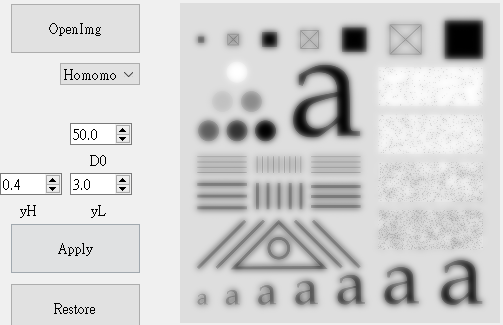 OpenImg
Homomo
50.0
D0
0.4 3.0
yH yL
Apply
Restore
a
a a a a a a a